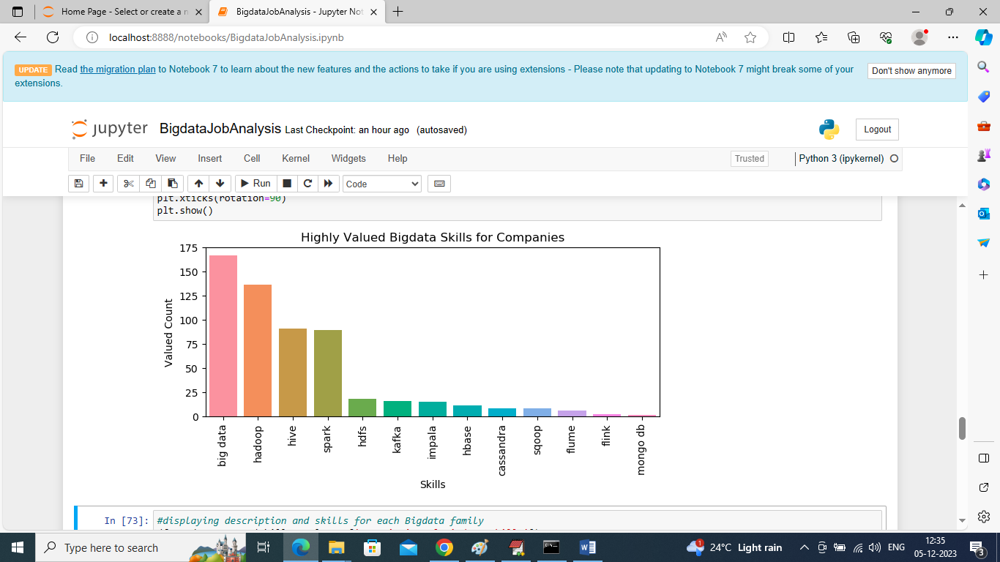 Home Page - Select or create a n
BigdataJobAnalysis - Jupyter Not
localhost:8888/notebooks/BigdataJobAnalysis.ipynb
UPDATE Read the migration plan to Notebook 7 to learn about the new features and the actions to take if you are using extensions - Please note that updating to Notebook 7 might break some of your
extensions.
Don't show anymore
jupyter BigdataJobAnalysis Last Checkpoint: an hour ago (autosaved)
Logout
File Edit View Insert Cell Kernel Widgets Help
Trusted
Python 3 (ipykernel)
Run
Code
plt.xticks(rotation=90)
plt.show()
Highly Valued Bigdata Skills for Companies
175
150
125
100
75
50
25
0
Valued Count
big data
hadoop
hive
spark
hdfs
kafka
impala
hbase
cassandra
sqoop
flume
flink
mongo db
Skills
In [73]: #displaying description and skills for each Bigdata family
Type here to search
1
24°C Light rain
ENG
12:35
05-12-2023
3